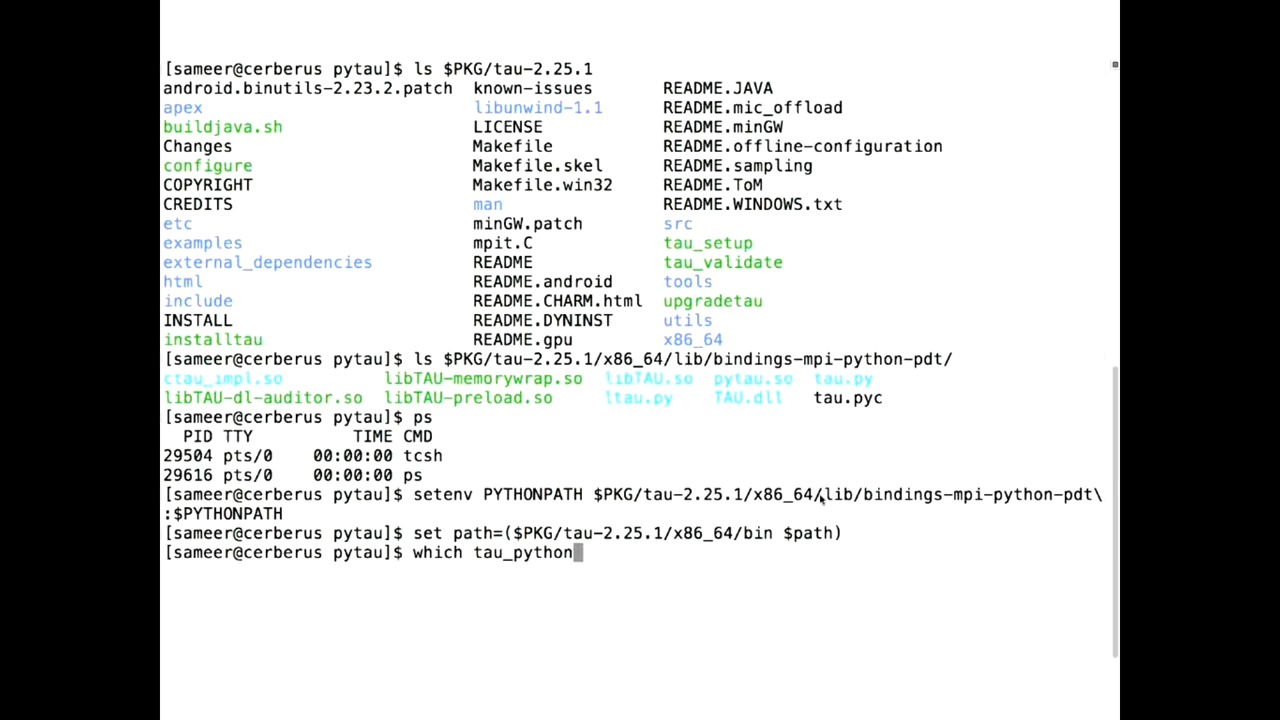 [sameer@cerberus pytau]$ ls $PKG/tau-2.25.1
android.binutils-2.23.2.patch  known-issues       README.JAVA
apex                           libunwind-1.1      README.mic_offload
buildjava.sh                   LICENSE            README.minGW
Changes                        Makefile           README.offline-configuration
configure                      Makefile.skel      README.sampling
COPYRIGHT                      Makefile.win32     README.ToM
CREDITS                        man                README.WINDOWS.txt
etc                            minGW.patch        src
examples                       mpit.C             tau_setup
external_dependencies          README             tau_validate
html                           README.android     tools
include                        README.CHARM.html  upgradetau
INSTALL                        README.DYNINST     utils
installtau                     README.gpu         x86_64
[sameer@cerberus pytau]$ ls $PKG/tau-2.25.1/x86_64/lib/bindings-mpi-python-pdt/
ctau_impl.so          libTAU-memorywrap.so  libTAU.so  pytau.so  tau.py
libTAU-dl-auditor.so  libTAU-preload.so     ltau.py    TAU.dll   tau.pyc
[sameer@cerberus pytau]$ ps
  PID TTY          TIME CMD
29504 pts/0    00:00:00 tcsh
29616 pts/0    00:00:00 ps
[sameer@cerberus pytau]$ setenv PYTHONPATH $PKG/tau-2.25.1/x86_64/lib/bindings-mpi-python-pdt\
:$PYTHONPATH
[sameer@cerberus pytau]$ set path=($PKG/tau-2.25.1/x86_64/bin $path)
[sameer@cerberus pytau]$ which tau_python